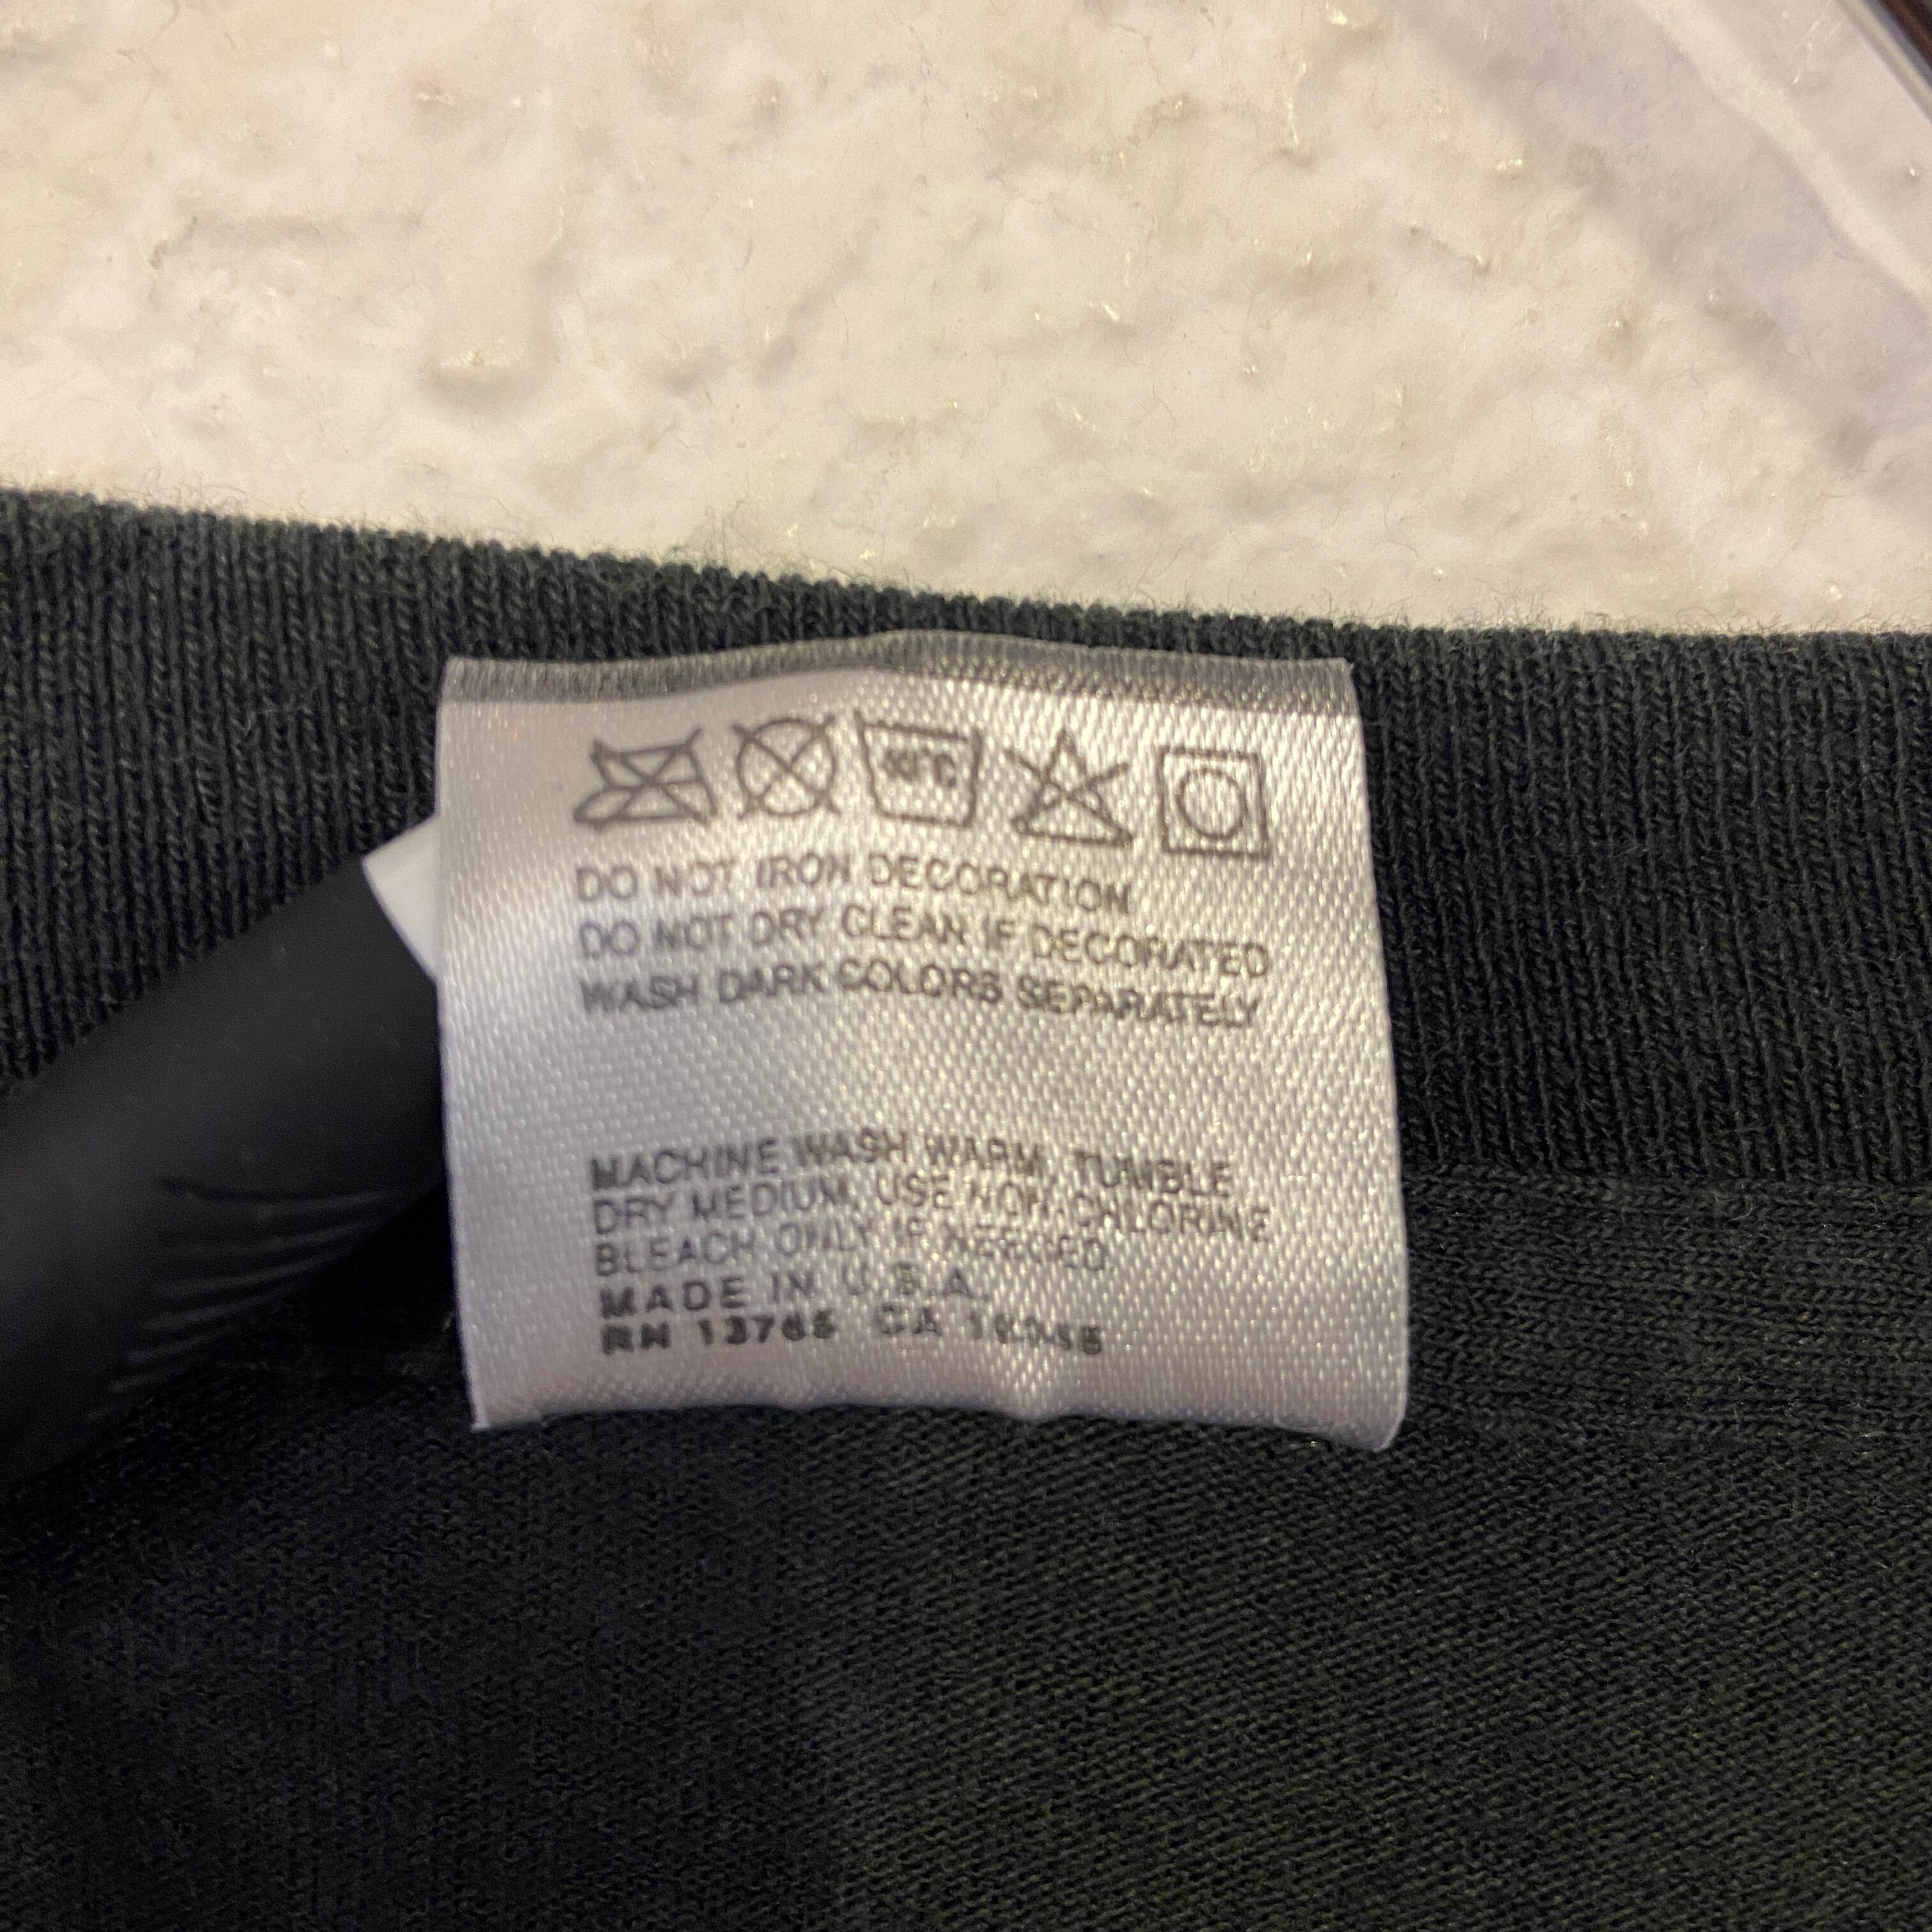 DO NOT IRON DECORATION
DO NOT DRY CLEAN IF DECORATED
WASH DARK COLORS SEPARATELY
MACHINE WASH WARM, TUMBLE
DRY MEDIUM, USE NON-CHLORINE
BLEACH ONLY IF NEEDED
MADE IN U.S.A.
RN 13765 CA